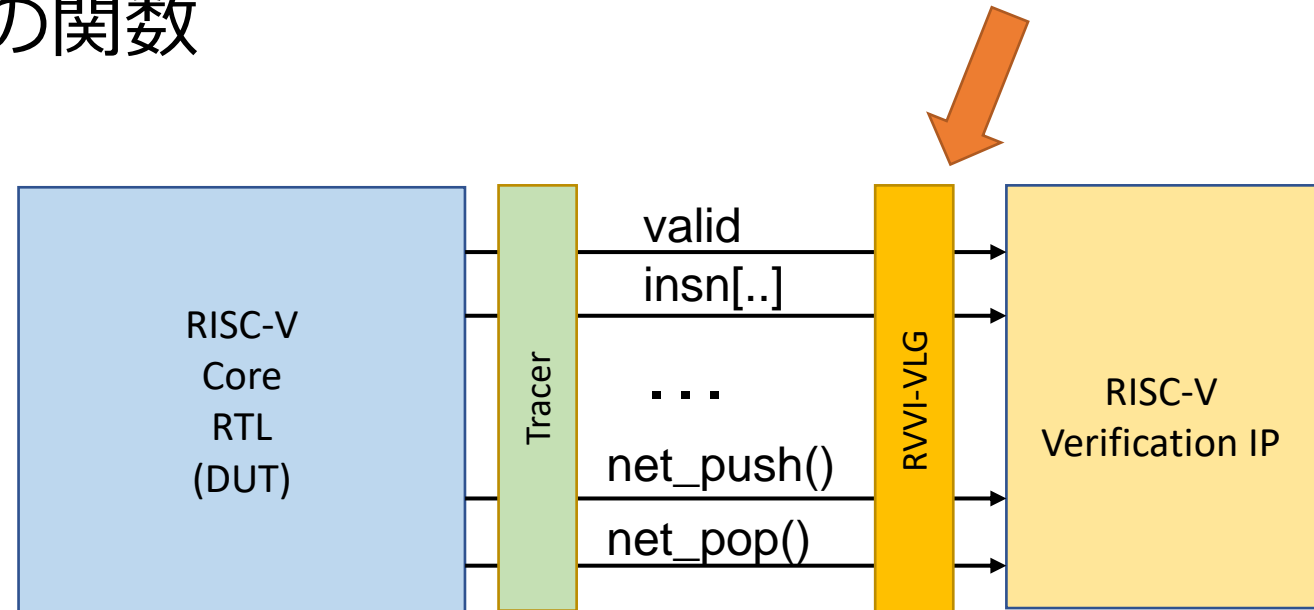 の関数
RISC-V
Core
RTL
(DUT)
Tracer
valid
insn[..]
...
net_push()
net_pop()
RVVI-VLG
RISC-V
Verification IP